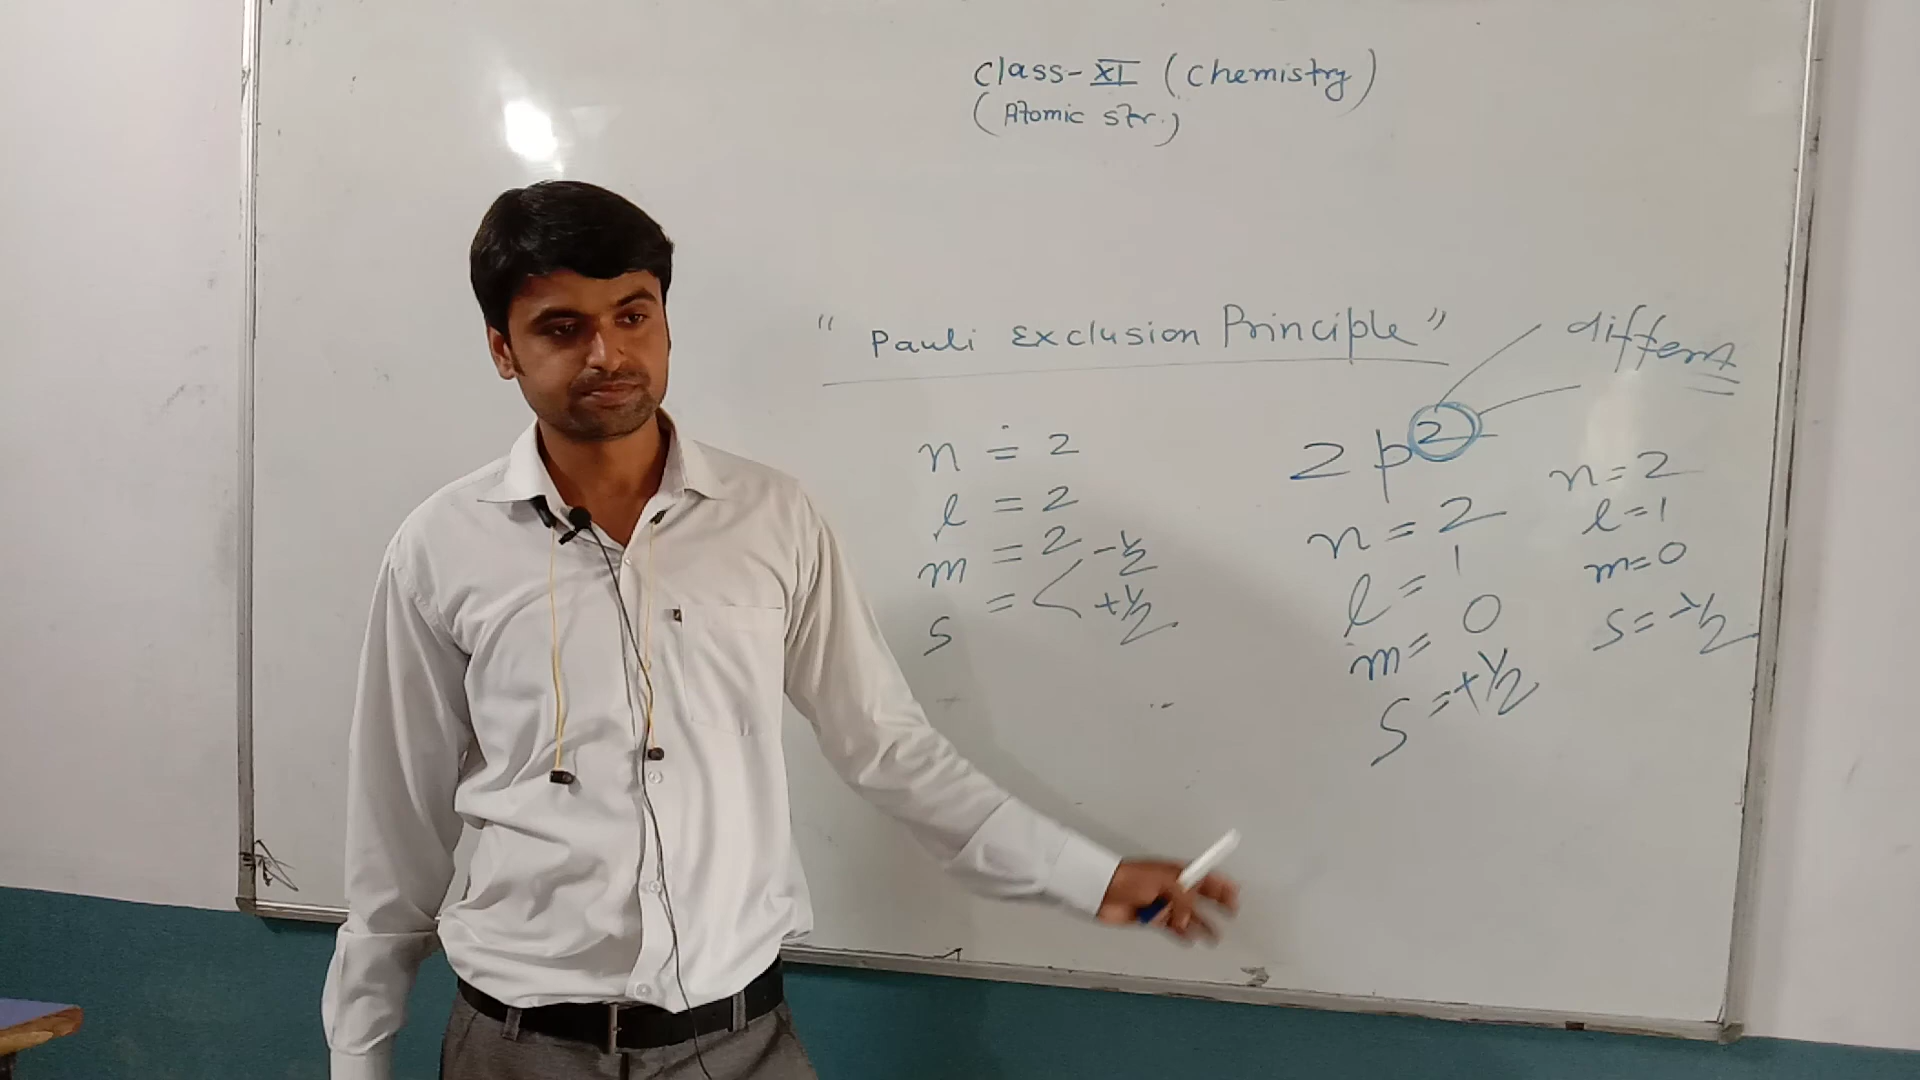 Class-XI (Chemistry)
(Atomic str.)
" Pauli Exclusion Principle "
n = 2
l = 2
m = 2
s = < -1/2 +1/2
2p²
n = 2
l = 1
m = 0
s = +1/2
n = 2
l = 1
m = 0
s = -1/2